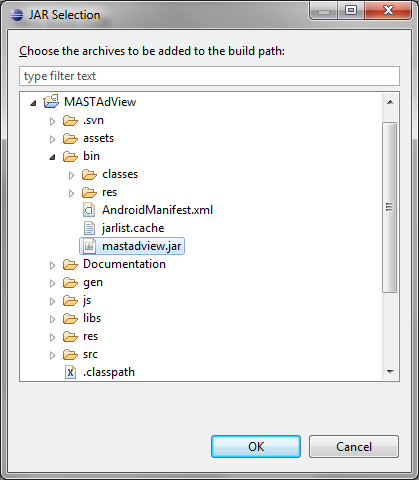 JAR Selection
Choose the archives to be added to the build path:
type filter text
MASTAdView
.svn
assets
bin
classes
res
AndroidManifest.xml
jarlist.cache
mastadview.jar
Documentation
gen
js
libs
res
src
.classpath
OK
Cancel